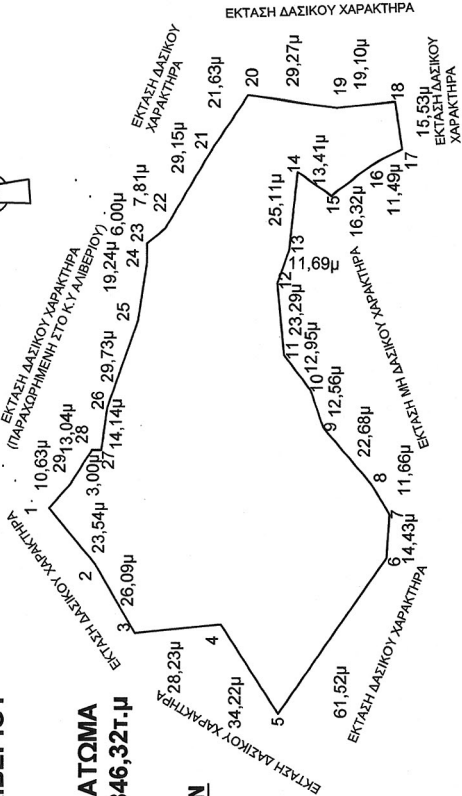 ΕΚΤΑΣΗ ΔΑΣΙΚΟΥ ΧΑΡΑΚΤΗΡΑ
ΕΚΤΑΣΗ ΔΑΣΙΚΟΥ
ΧΑΡΑΚΤΗΡΑ
21,63μ
20
29,27μ
19
19,10μ
18
15,53μ
ΕΚΤΑΣΗ ΔΑΣΙΚΟΥ
ΧΑΡΑΚΤΗΡΑ
29,15μ
21
7,81μ
22
6,00μ
23
19,24μ
24
25
ΕΚΤΑΣΗ ΔΑΣΙΚΟΥ ΧΑΡΑΚΤΗΡΑ
(ΠΑΡΑΧΩΡΗΜΕΝΗ ΣΤΟ Κ.Υ ΑΛΙΒΕΡΙΟΥ)
29,73μ
26
14,14μ
27
3,00μ
28
13,04μ
29
10,63μ
1
23,54μ
2
26,09μ
3
ΕΚΤΑΣΗ ΔΑΣΙΚΟΥ ΧΑΡΑΚΤΗΡΑ
28,23μ
4
34,22μ
5
ΕΚΤΑΣΗ ΔΑΣΙΚΟΥ ΧΑΡΑΚΤΗΡΑ
61,52μ
ΕΚΤΑΣΗ ΔΑΣΙΚΟΥ ΧΑΡΑΚΤΗΡΑ
6
14,43μ
7
11,66μ
8
22,68μ
9
12,56μ
10
12,95μ
11
23,29μ
12
11,69μ
13
25,11μ
14
13,41μ
15
16,32μ
16
11,49μ
17
ΕΚΤΑΣΗ ΜΗ ΔΑΣΙΚΟΥ ΧΑΡΑΚΤΗΡΑ
ΑΤΩΜΑ
346,32τ.μ
Ν